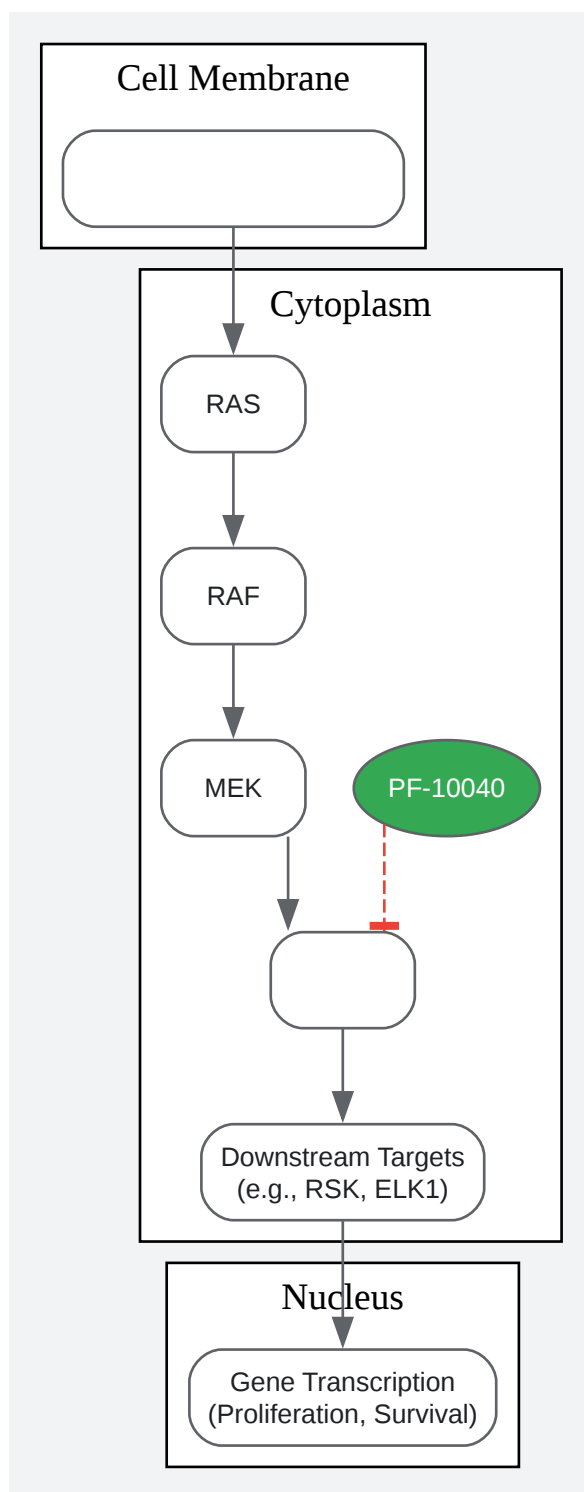 Cell Membrane
Cytoplasm
RAS
RAF
MEK
PF-10040
Downstream Targets
(e.g., RSK, ELK1)
Nucleus
Gene Transcription
(Proliferation, Survival)